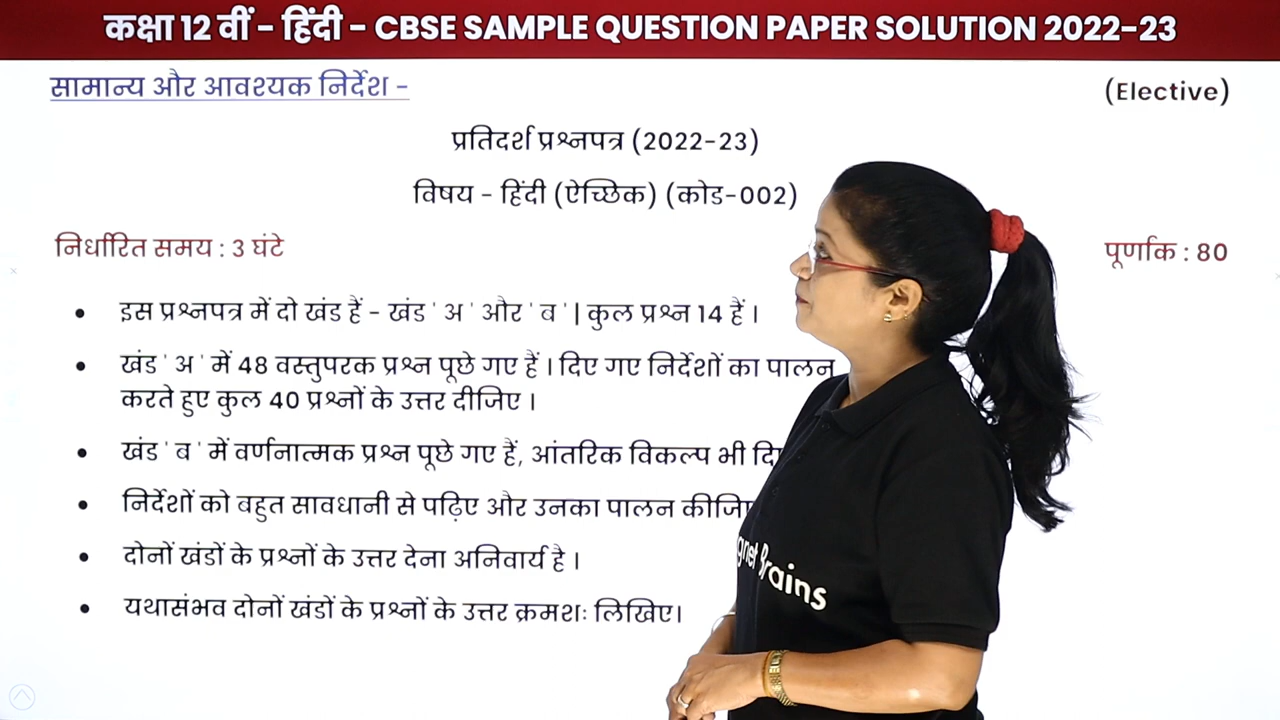 कक्षा 12 वीं - हिंदी - CBSE SAMPLE QUESTION PAPER SOLUTION 2022-23
सामान्य और आवश्यक निर्देश -
(Elective)
प्रतिदर्श प्रश्नपत्र (2022-23)
विषय - हिंदी (ऐच्छिक) (कोड-002)
निर्धारित समय : 3 घंटे
पूर्णांक : 80
• इस प्रश्नपत्र में दो खंड हैं - खंड ' अ ' और ' ब ' | कुल प्रश्न 14 हैं ।
• खंड ' अ ' में 48 वस्तुपरक प्रश्न पूछे गए हैं । दिए गए निर्देशों का पालन
करते हुए कुल 40 प्रश्नों के उत्तर दीजिए ।
• खंड ' ब ' में वर्णनात्मक प्रश्न पूछे गए हैं, आंतरिक विकल्प भी
• निर्देशों को बहुत सावधानी से पढ़िए और उनका पालन
• दोनों खंडों के प्रश्नों के उत्तर देना अनिवार्य है ।
• यथासंभव दोनों खंडों के प्रश्नों के उत्तर क्रमशः लिखिए।
Brains